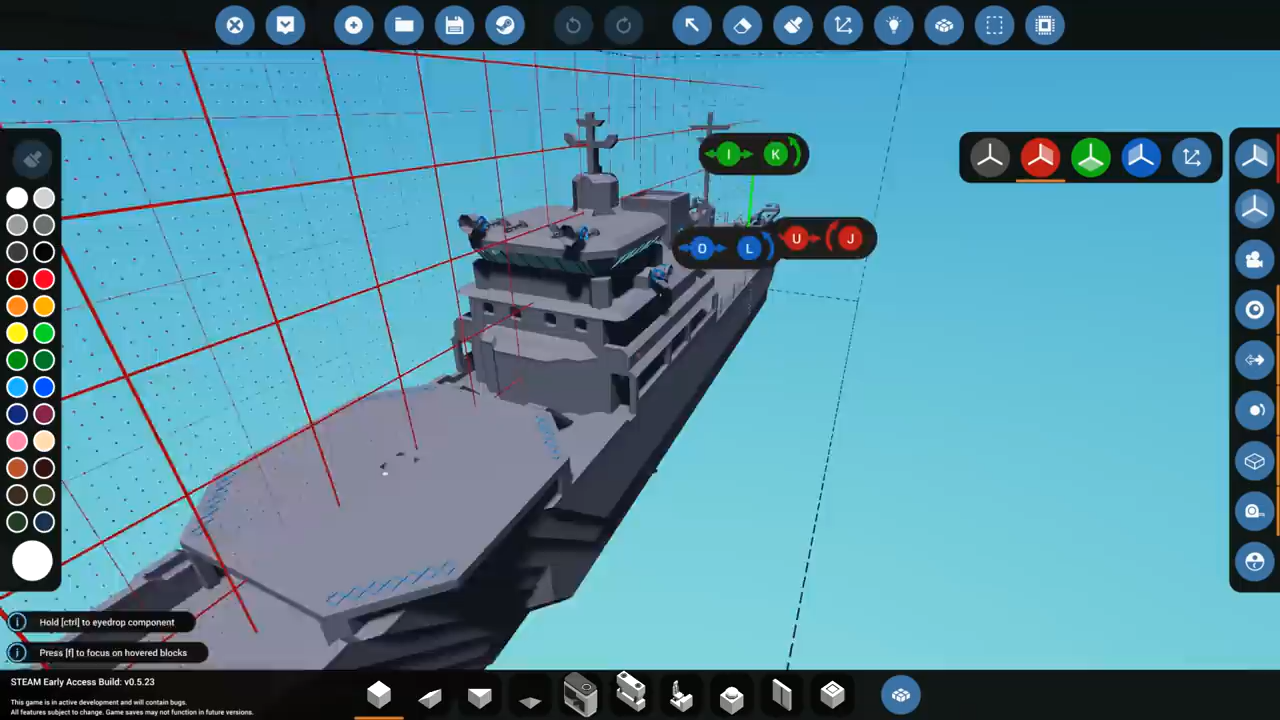 I K
O L U J
Hold [ctrl] to eyedrop component
Press [f] to focus on hovered blocks
STEAM Early Access Build: v0.5.23
This game is in active development and will contain bugs.
All features subject to change. Game saves may not function in future versions.